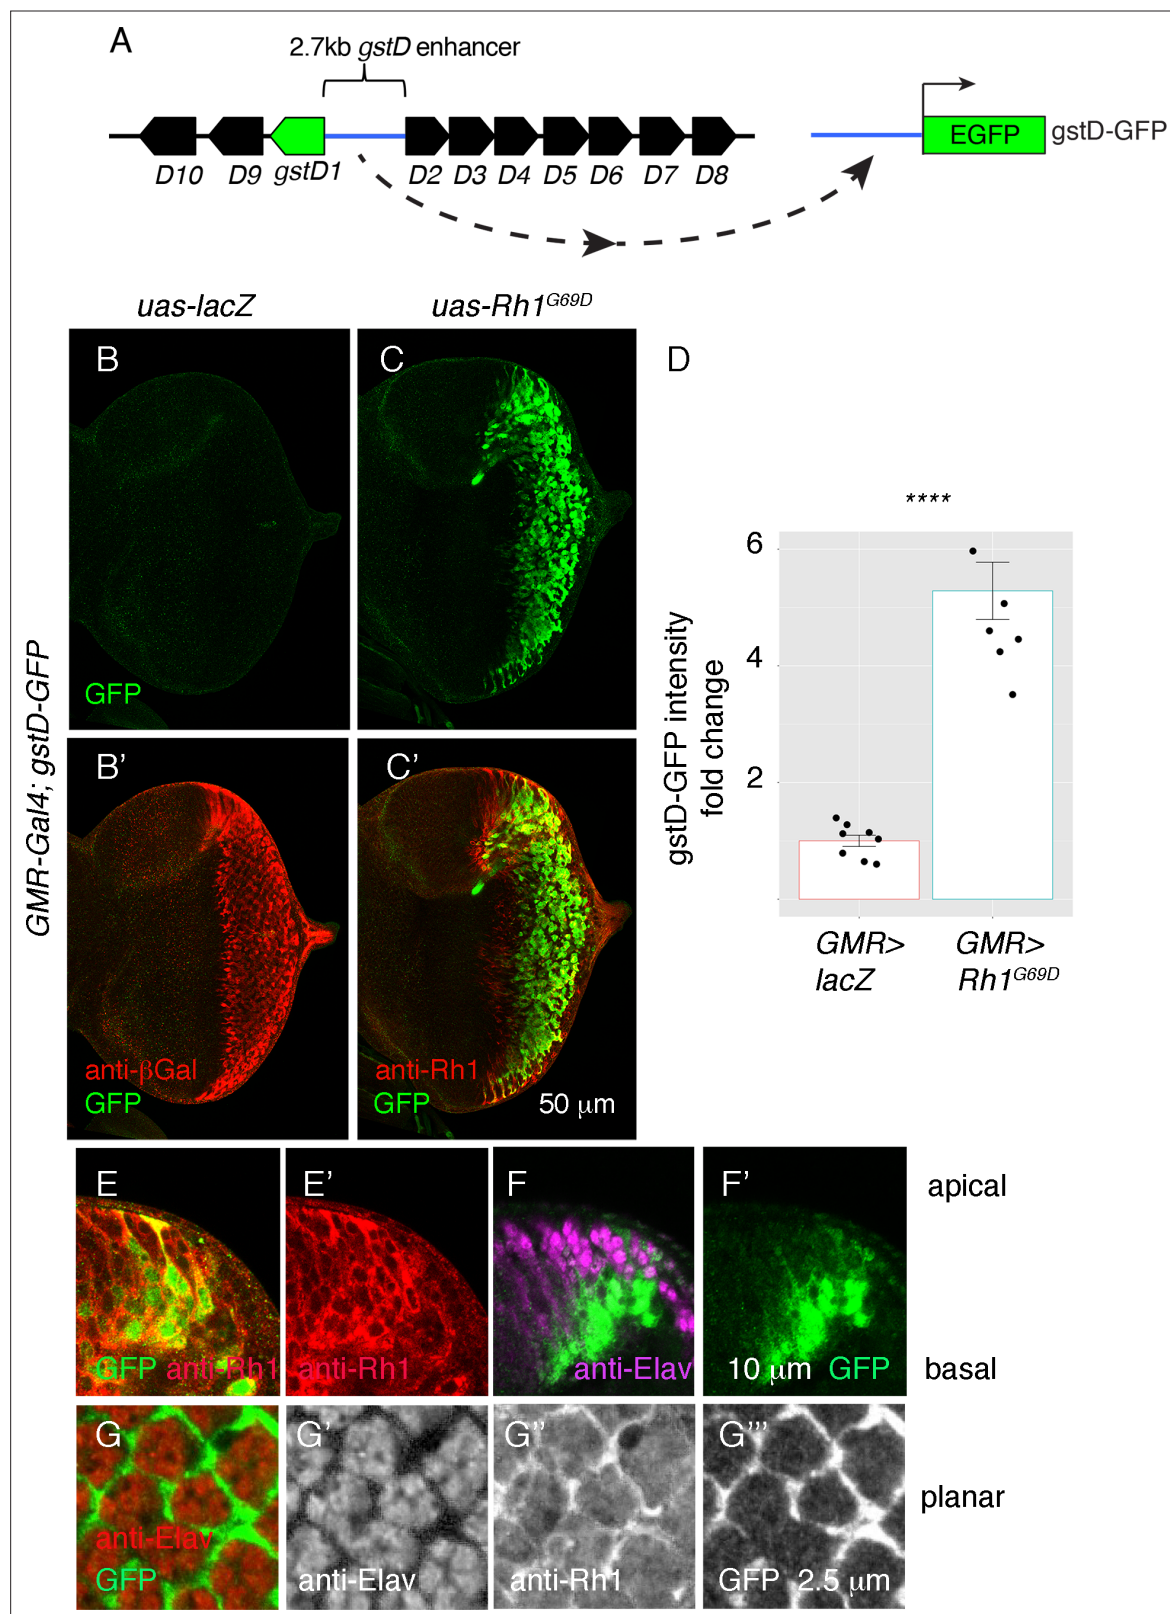 A
2.7kb gstD enhancer
D10 D9 gstD1 D2 D3 D4 D5 D6 D7 D8
EGFP gstD-GFP
uas-lacZ uas-Rh1G69D
GMR-Gal4; gstD-GFP
B
GFP
C
B'
anti-βGal
GFP
C'
anti-Rh1
GFP 50 μm
D
****
gstD-GFP intensity
fold change
6
4
2
GMR>
lacZ
GMR>
Rh1G69D
E
GFP anti-Rh1
E'
anti-Rh1
F
anti-Elav
F'
10 μm GFP
apical
basal
G
anti-Elav
GFP
G'
anti-Elav
G''
anti-Rh1
G'''
GFP 2.5 μm
planar